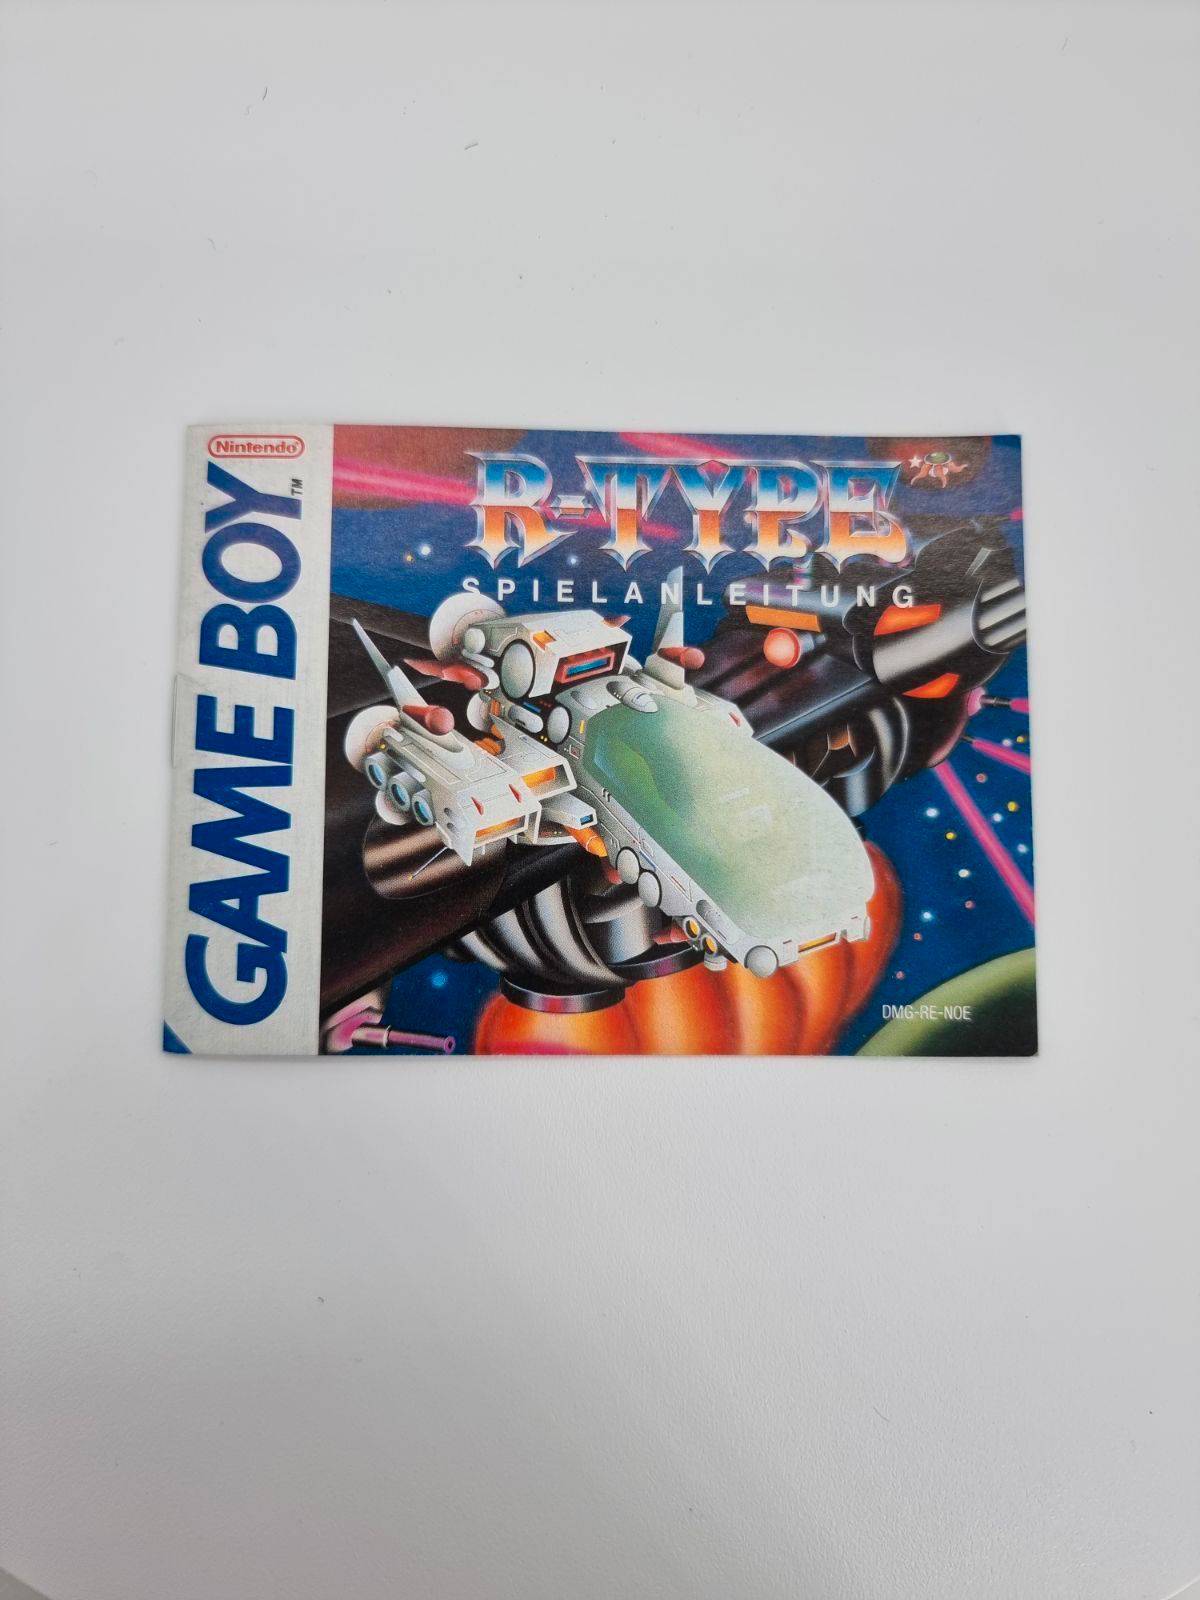 Nintendo
GAME BOY™
R-TYPE
SPIELANLEITUNG
DMG-RE-NOE